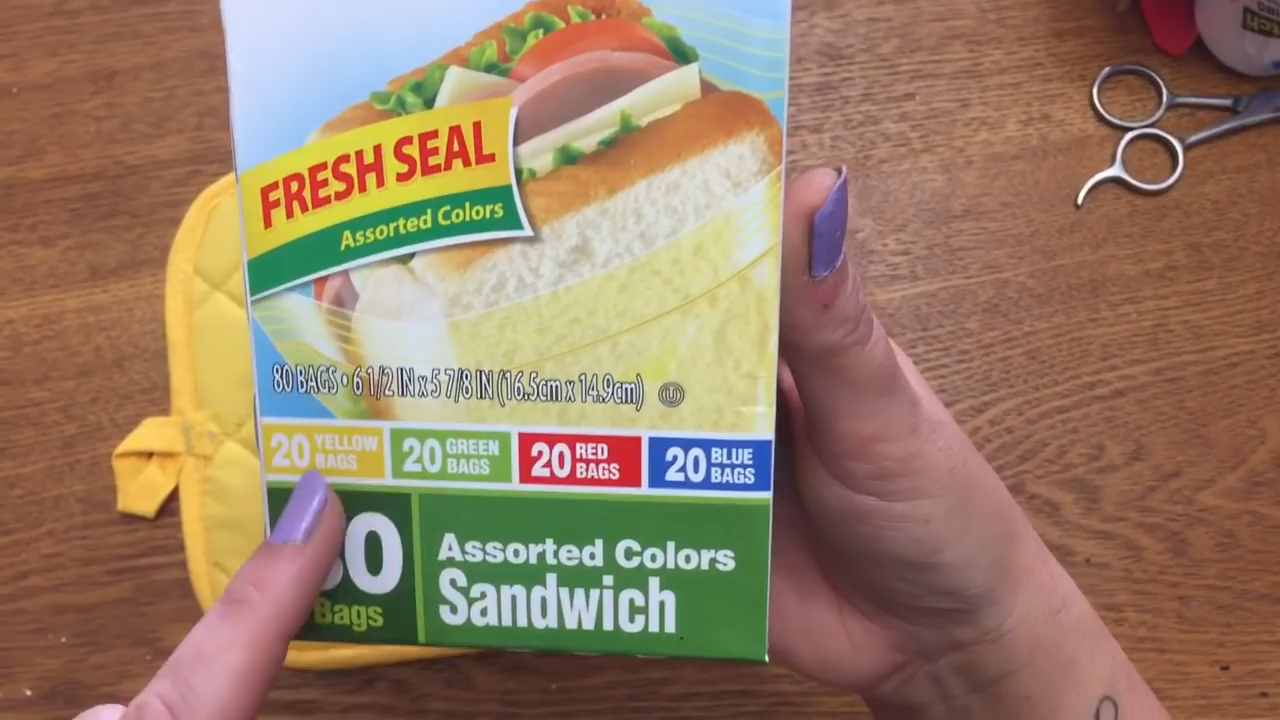 FRESH SEAL
Assorted Colors
80 BAGS • 6 1/2 IN x 5 7/8 IN (16.5cm x 14.9cm) U
20 YELLOW BAGS
20 GREEN BAGS
20 RED BAGS
20 BLUE BAGS
Bags
Assorted Colors
Sandwich